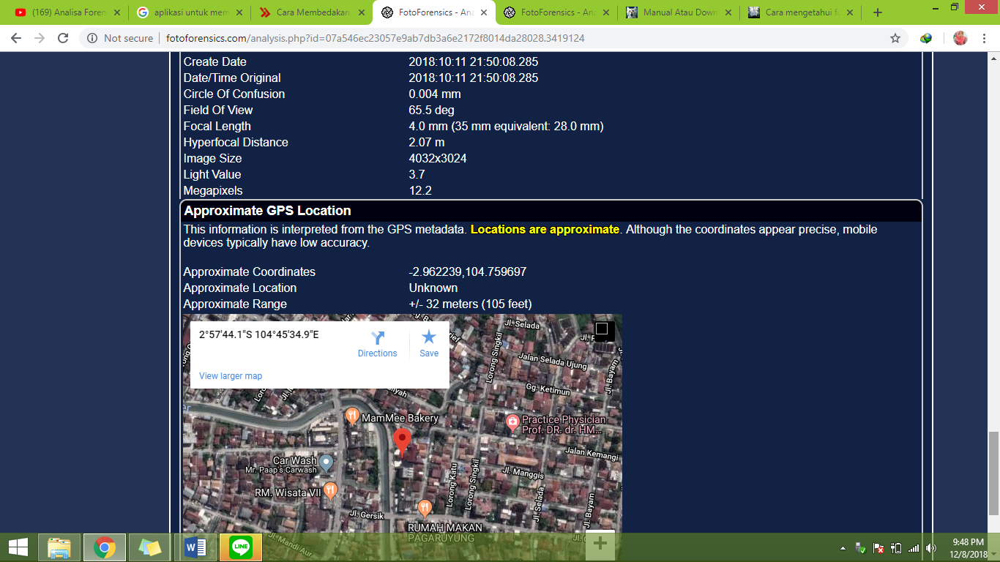 (169) Analisa Foren
aplikasi untuk mem
Cara Membedakan
FotoForensics - Ana
FotoForensics - Ana
Manual Atau Down
Cara mengetahui fu
Not secure
fotoforensics.com/analysis.php?id=07a546ec23057e9ab7db3a6e2172f8014da28028.3419124
Create Date 2018:10:11 21:50:08.285
Date/Time Original 2018:10:11 21:50:08.285
Circle Of Confusion 0.004 mm
Field Of View 65.5 deg
Focal Length 4.0 mm (35 mm equivalent: 28.0 mm)
Hyperfocal Distance 2.07 m
Image Size 4032x3024
Light Value 3.7
Megapixels 12.2
Approximate GPS Location
This information is interpreted from the GPS metadata. Locations are approximate. Although the coordinates appear precise, mobile
devices typically have low accuracy.
Approximate Coordinates -2.962239,104.759697
Approximate Location Unknown
Approximate Range +/- 32 meters (105 feet)
2°57'44.1"S 104°45'34.9"E
Directions
Save
View larger map
Jl. Selada
Lorong Singkil
Jalan Selada Ujung
Jl. Bayam
Gg. Ketimun
MamMee Bakery
Practice Physician
Prof. DR. dr. HM...
Jalan Kemangi
Car Wash
Mr. Paap's Carwash
Lorong Katu
Lorong Singkil
Jl. Manggis
RM. Wisata VII
Jl. Selada
Jl. Bayam
Jl. Gersik
RUMAH MAKAN
PAGARUYUNG
Jl. Mandi Aur
LINE
9:48 PM
12/8/2018